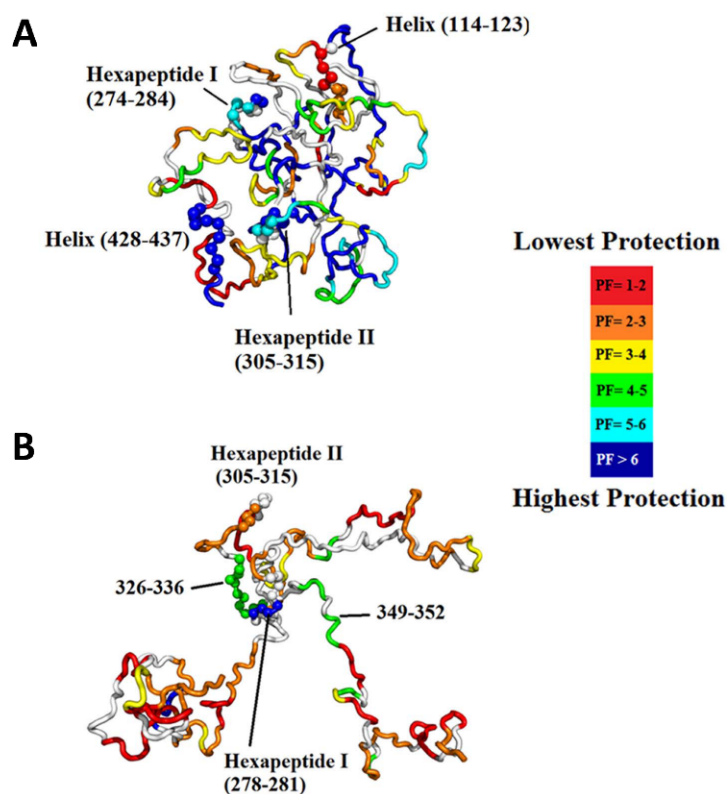 A
Helix (114-123)
Hexapeptide I
(274-284)
Helix (428-437)
Hexapeptide II
(305-315)
Lowest Protection
PF= 1-2
PF= 2-3
PF= 3-4
PF= 4-5
PF= 5-6
PF > 6
Highest Protection
B
Hexapeptide II
(305-315)
326-336
349-352
Hexapeptide I
(278-281)